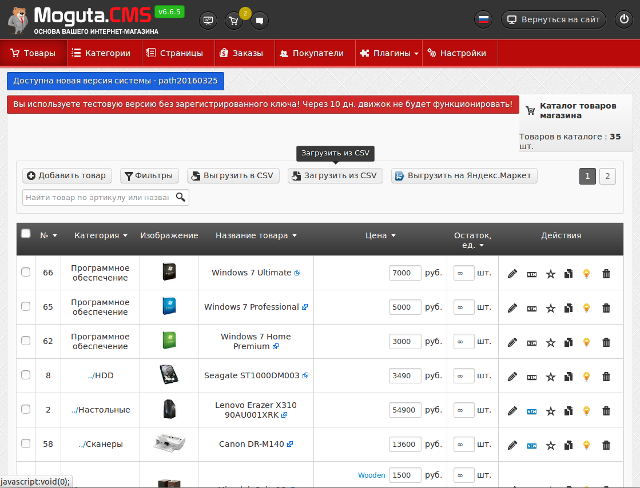 Moguta.CMS v6.6.5
ОСНОВА ВАШЕГО ИНТЕРНЕТ-МАГАЗИНА
2
Вернуться на сайт
Товары Категории Страницы Заказы Покупатели Плагины Настройки
Доступна новая версия системы - path20160325
Вы используете тестовую версию без зарегистрированного ключа! Через 10 дн. движок не будет функционировать!
Каталог товаров
магазина
Товаров в каталоге : 35
шт.
Загрузить из CSV
Добавить товар Фильтры Выгрузить в CSV Загрузить из CSV Выгрузить на Яндекс.Маркет 1 2
Найти товар по артикулу или назва
№ Категория Изображение Название товара Цена Остаток, ед. Действия
66 Программное обеспечение Windows 7 Ultimate 7000 руб. ∞ шт.
65 Программное обеспечение Windows 7 Professional 5000 руб. ∞ шт.
62 Программное обеспечение Windows 7 Home Premium 3000 руб. ∞ шт.
8 ../HDD Seagate ST1000DM003 3490 руб. ∞ шт.
2 ../Настольные Lenovo Erazer X310 90AU001XRK 54900 руб. ∞ шт.
58 ../Сканеры Canon DR-M140 13600 руб. ∞ шт.
Wooden 1500 руб. ∞ шт.
javascript:void(0);